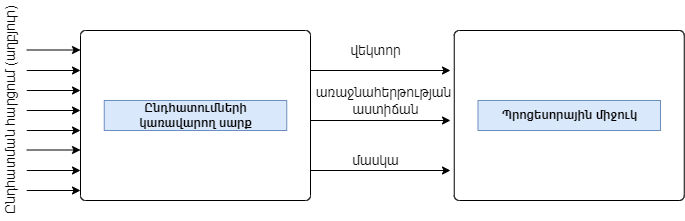 Ընդհատման հարցում (աղբյուր)
Ընդհատումների
կառավարող սարք
վեկտոր
առաջնահերթության
աստիճան
մասկա
Պրոցեսորային միջուկ